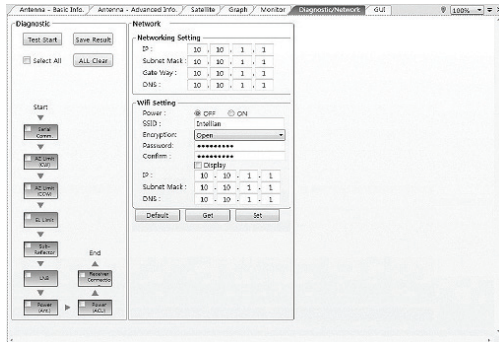 Antenna - Basic Info. Antenna - Advanced Info. Satellite Graph Monitor Diagnostic/Network GUI 100%
Diagnostic
Test Start Save Result
Select All ALL Clear
Start
Serial Comm.
AZ Limit (CW)
AZ Limit (CCW)
EL Limit
Sub-Reflector
End
LNB
Receiver Connectio
Power (Ant.)
Power (ACU)
Network
Networking Setting
IP : 10 . 10 . 1 . 1
Subnet Mask : 10 . 10 . 1 . 1
Gate Way : 10 . 10 . 1 . 1
DNS : 10 . 10 . 1 . 1
Wifi Setting
Power : OFF ON
SSID : Intellian
Encryption: Open
Password: •••••••••
Confirm : •••••••••
Display
IP : 10 . 10 . 1 . 1
Subnet Mask : 10 . 10 . 1 . 1
DNS : 10 . 10 . 1 . 1
Default Get Set